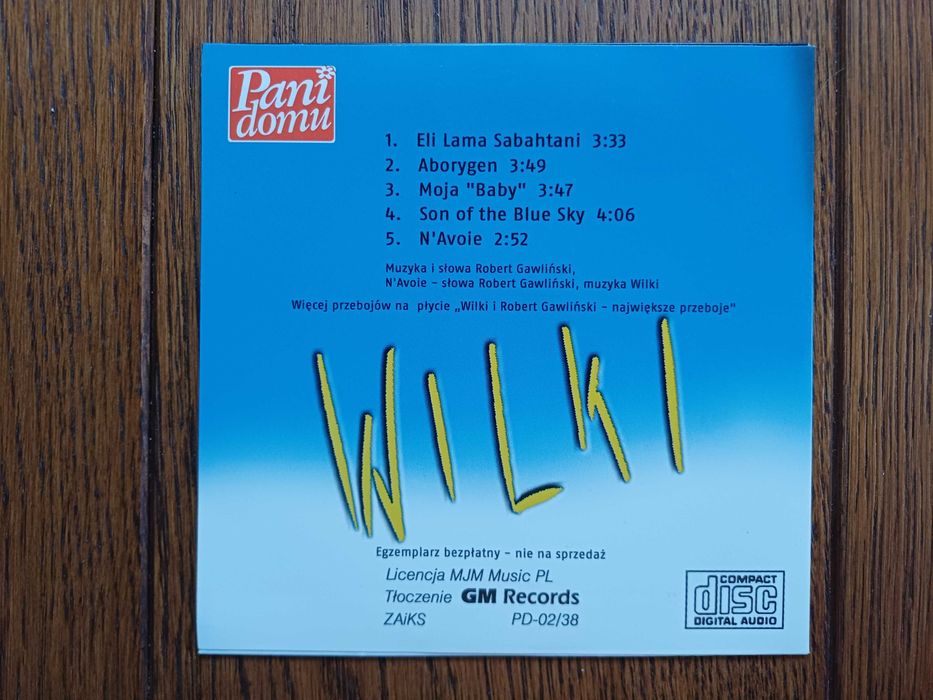 Pani
domu
1. Eli Lama Sabahtani 3:33
2. Aborygen 3:49
3. Moja "Baby" 3:47
4. Son of the Blue Sky 4:06
5. N'Avoie 2:52
Muzyka i słowa Robert Gawliński,
N'Avoie – słowa Robert Gawliński, muzyka Wilki
Więcej przebojów na płycie „Wilki i Robert Gawliński – największe przeboje"
WILKI
Egzemplarz bezpłatny – nie na sprzedaż
Licencja MJM Music PL
Tłoczenie GM Records
ZAiKS PD-02/38
COMPACT
disc
DIGITAL AUDIO